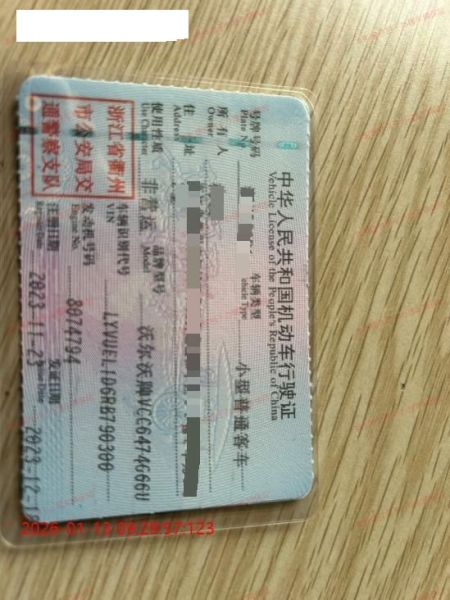 中华人民共和国机动车行驶证
Vehicle License of the People's Republic of China
号牌号码 车辆类型 小型普通客车
Plate No. Vehicle Type
所有人
Owner
住址
Address
使用性质 非营运 品牌型号 沃尔沃牌VCC6474G66U
Use Character Model
浙江省衢州
市公安局交
通警察支队
车辆识别代号 LYVUEL1D6RB790300
VIN
发动机号码 8074794
Engine No.
注册日期 2023-11-23 发证日期 2023-12-1
Register Date Issue Date